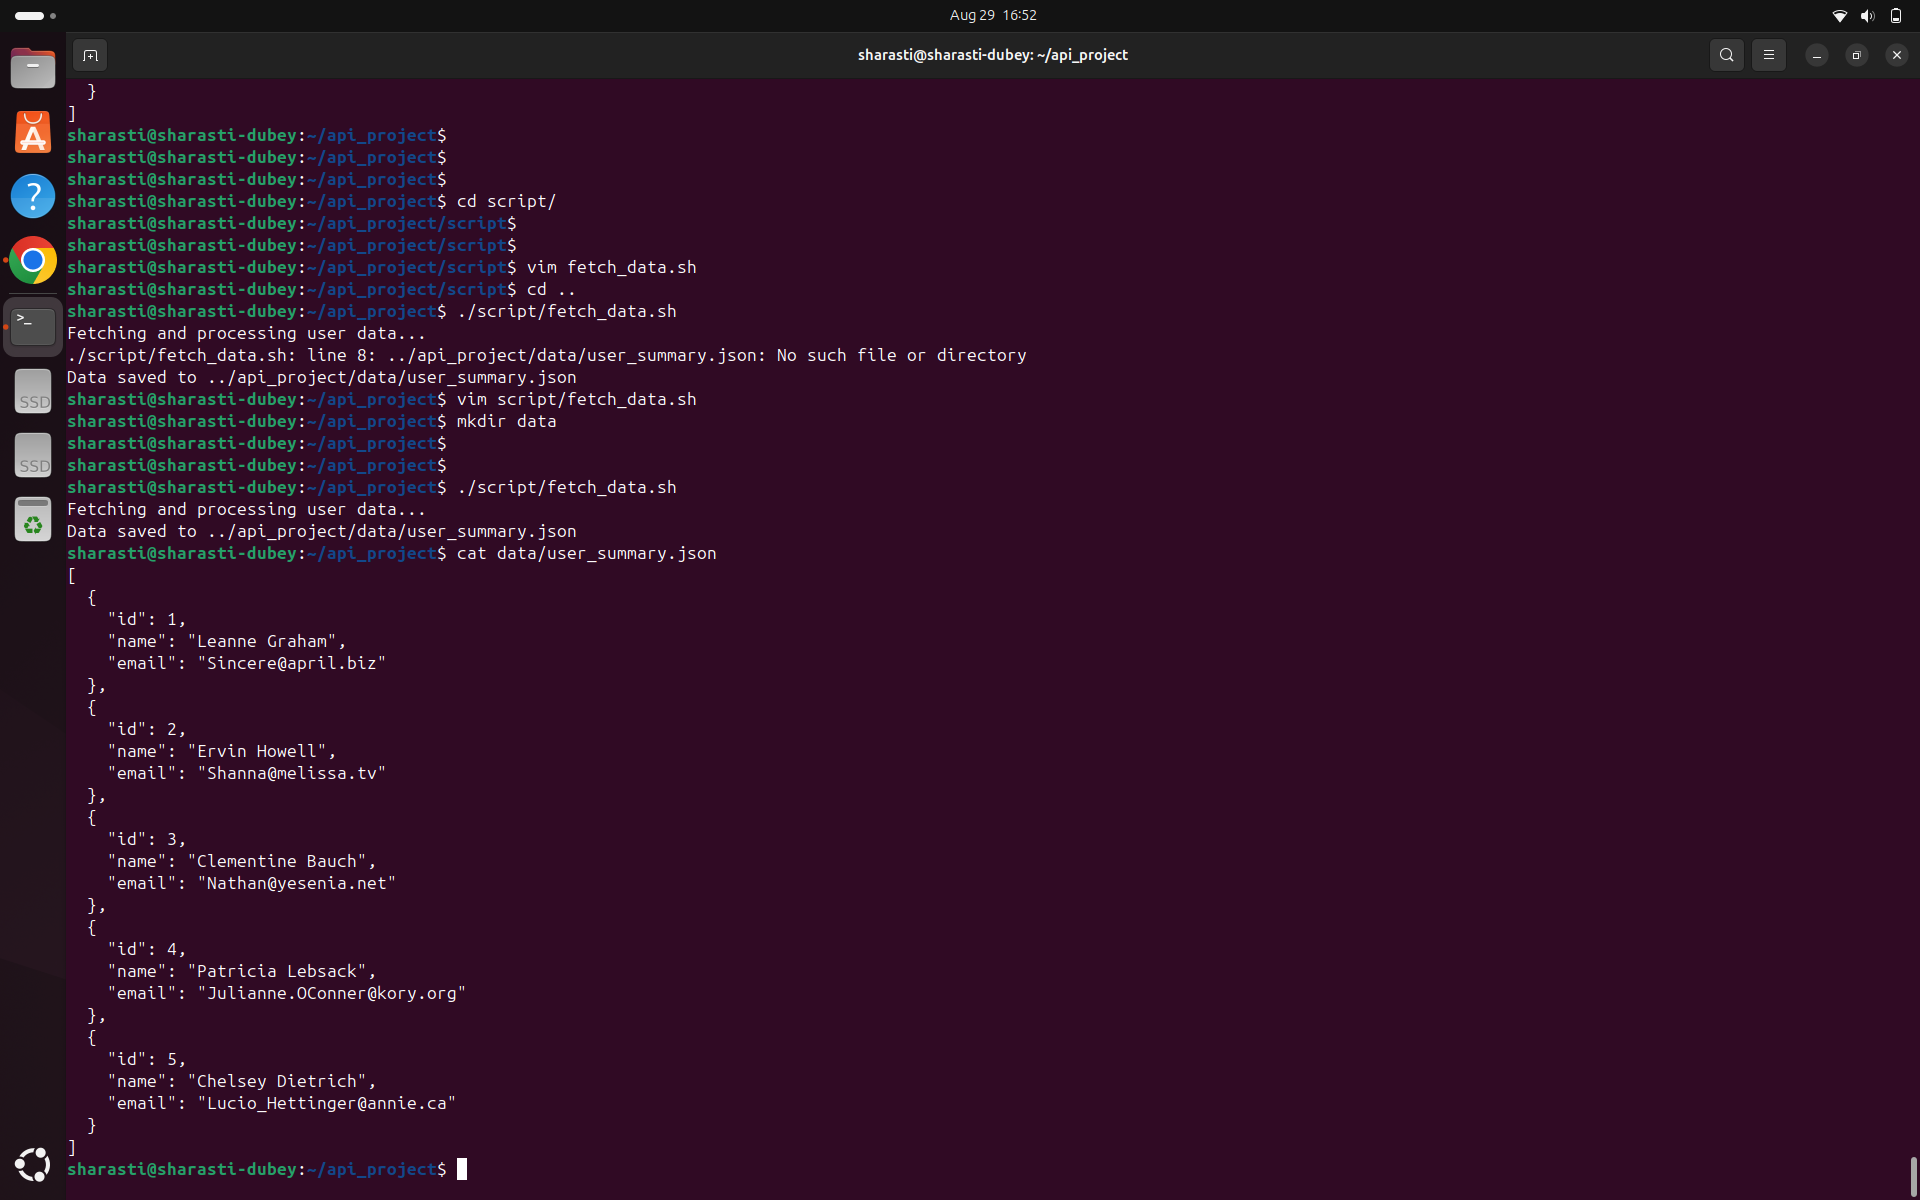 Aug 29 16:52
sharasti@sharasti-dubey: ~/api_project
  }
]
sharasti@sharasti-dubey:~/api_project$
sharasti@sharasti-dubey:~/api_project$
sharasti@sharasti-dubey:~/api_project$
sharasti@sharasti-dubey:~/api_project$ cd script/
sharasti@sharasti-dubey:~/api_project/script$
sharasti@sharasti-dubey:~/api_project/script$
sharasti@sharasti-dubey:~/api_project/script$ vim fetch_data.sh
sharasti@sharasti-dubey:~/api_project/script$ cd ..
sharasti@sharasti-dubey:~/api_project$ ./script/fetch_data.sh
Fetching and processing user data...
./script/fetch_data.sh: line 8: ../api_project/data/user_summary.json: No such file or directory
Data saved to ../api_project/data/user_summary.json
sharasti@sharasti-dubey:~/api_project$ vim script/fetch_data.sh
sharasti@sharasti-dubey:~/api_project$ mkdir data
sharasti@sharasti-dubey:~/api_project$
sharasti@sharasti-dubey:~/api_project$
sharasti@sharasti-dubey:~/api_project$ ./script/fetch_data.sh
Fetching and processing user data...
Data saved to ../api_project/data/user_summary.json
sharasti@sharasti-dubey:~/api_project$ cat data/user_summary.json
[
  {
    "id": 1,
    "name": "Leanne Graham",
    "email": "Sincere@april.biz"
  },
  {
    "id": 2,
    "name": "Ervin Howell",
    "email": "Shanna@melissa.tv"
  },
  {
    "id": 3,
    "name": "Clementine Bauch",
    "email": "Nathan@yesenia.net"
  },
  {
    "id": 4,
    "name": "Patricia Lebsack",
    "email": "Julianne.OConner@kory.org"
  },
  {
    "id": 5,
    "name": "Chelsey Dietrich",
    "email": "Lucio_Hettinger@annie.ca"
  }
]
sharasti@sharasti-dubey:~/api_project$
?
>_
SSD
SSD